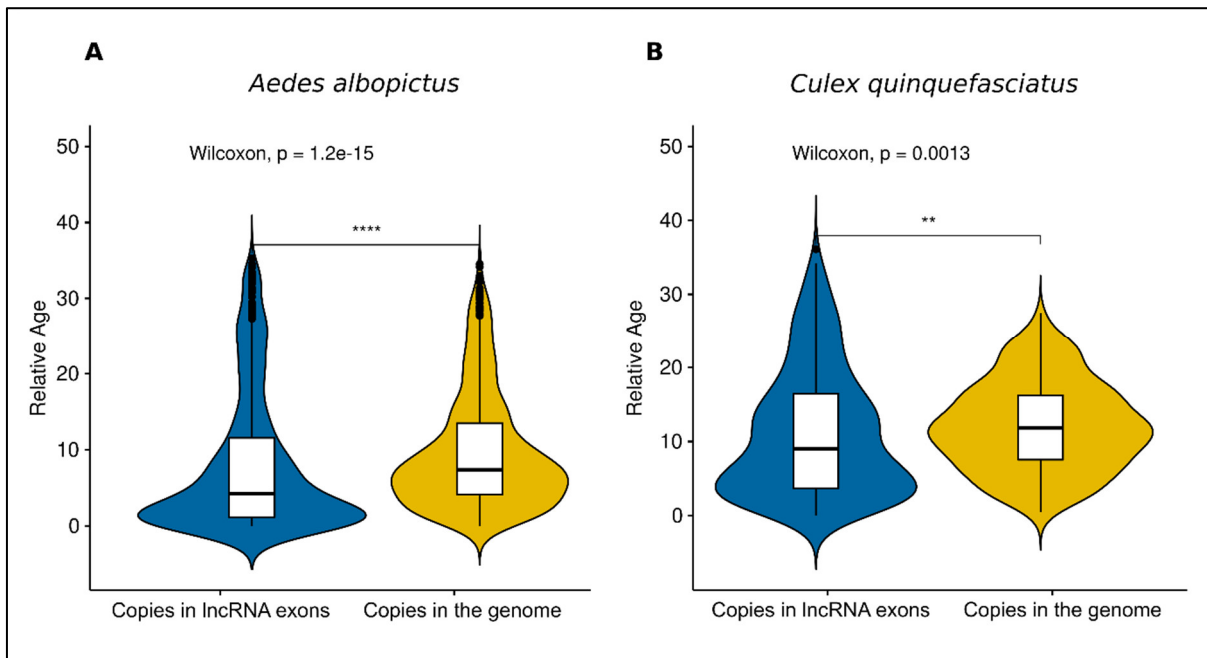 A
Aedes albopictus
Wilcoxon, p = 1.2e-15
****
50
40
30
20
10
0
Relative Age
Copies in lncRNA exons
Copies in the genome
B
Culex quinquefasciatus
Wilcoxon, p = 0.0013
**
50
40
30
20
10
0
Relative Age
Copies in lncRNA exons
Copies in the genome